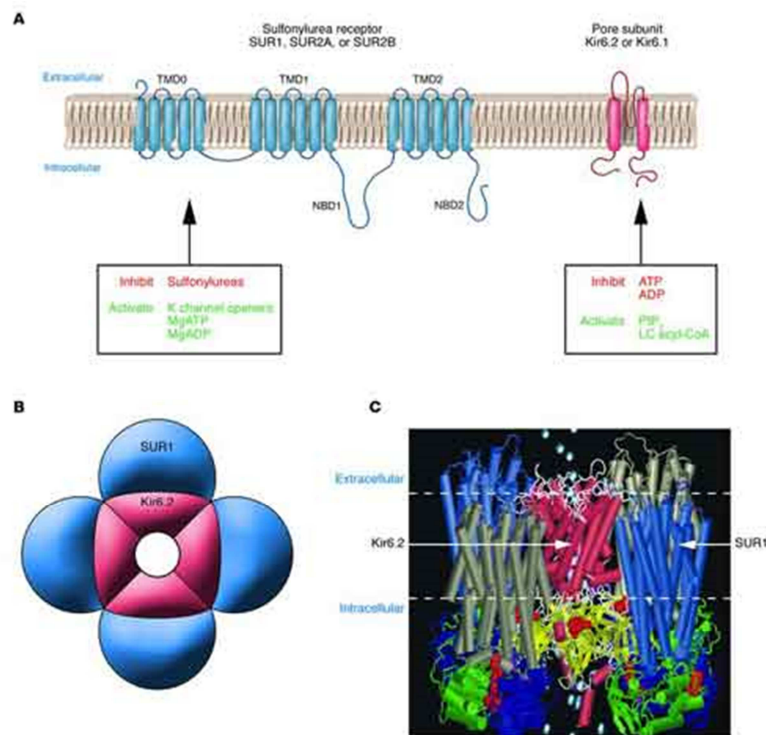 A
Sulfonylurea receptor
SUR1, SUR2A, or SUR2B
Pore subunit
Kir6.2 or Kir6.1
Extracellular
TMD0
TMD1
TMD2
Intracellular
NBD1
NBD2
Inhibit Sulfonylureas
Activate K channel openers
MgATP
MgADP
Inhibit ATP
ADP
Activate PIP2
LC acyl-CoA
B
SUR1
Kir6.2
C
Extracellular
Kir6.2
SUR1
Intracellular